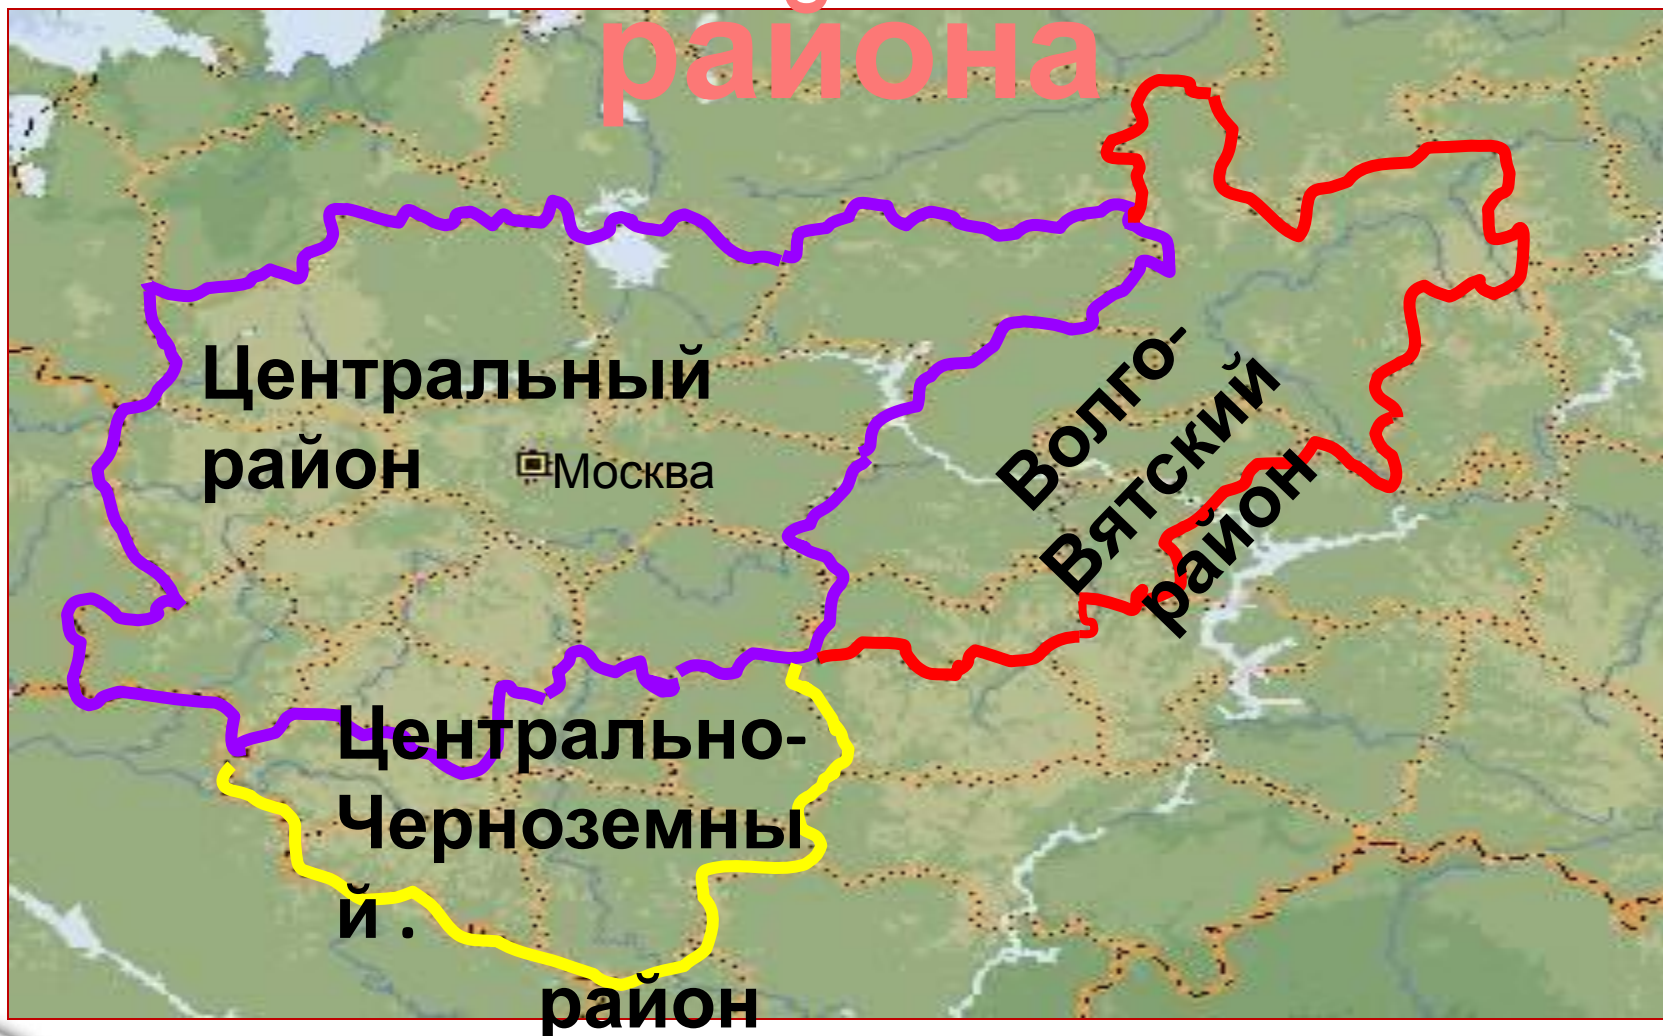 района
Центральный
район
Москва
Волго-
Вятский
район
Центрально-
Черноземны
й .
район